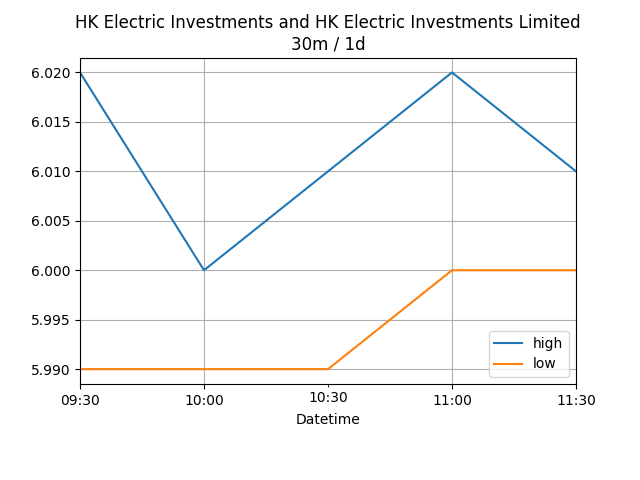 HK Electric Investments and HK Electric Investments Limited
30m / 1d
6.020
6.015
6.010
6.005
6.000
5.995
5.990
high
low
09:30 10:00 10:30 11:00 11:30
Datetime